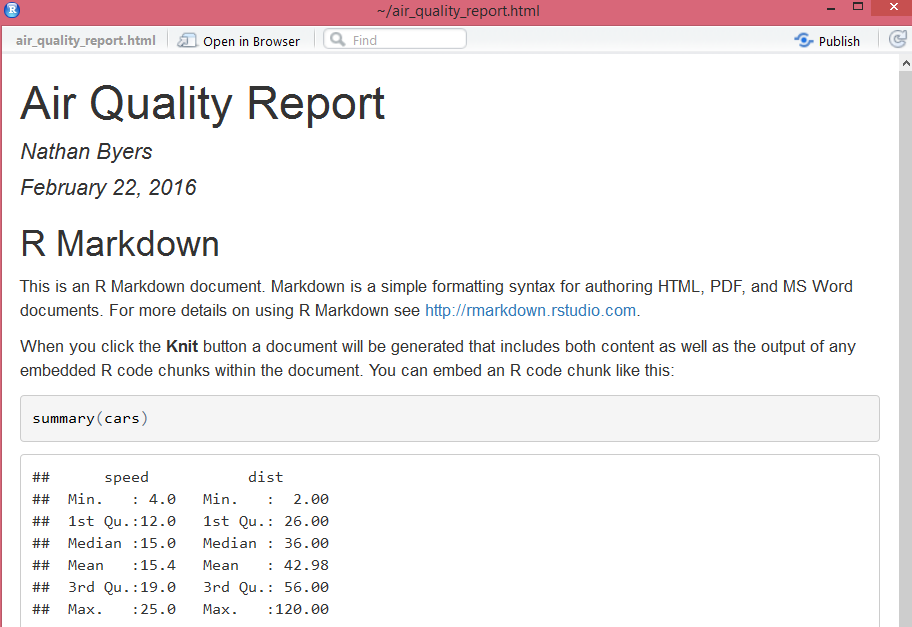 ~/air_quality_report.html
air_quality_report.html Open in Browser Find Publish
Air Quality Report
Nathan Byers
February 22, 2016
R Markdown
This is an R Markdown document. Markdown is a simple formatting syntax for authoring HTML, PDF, and MS Word
documents. For more details on using R Markdown see http://rmarkdown.rstudio.com.
When you click the Knit button a document will be generated that includes both content as well as the output of any
embedded R code chunks within the document. You can embed an R code chunk like this:
summary(cars)
##      speed           dist
##  Min.   : 4.0   Min.   :  2.00
##  1st Qu.:12.0   1st Qu.: 26.00
##  Median :15.0   Median : 36.00
##  Mean   :15.4   Mean   : 42.98
##  3rd Qu.:19.0   3rd Qu.: 56.00
##  Max.   :25.0   Max.   :120.00